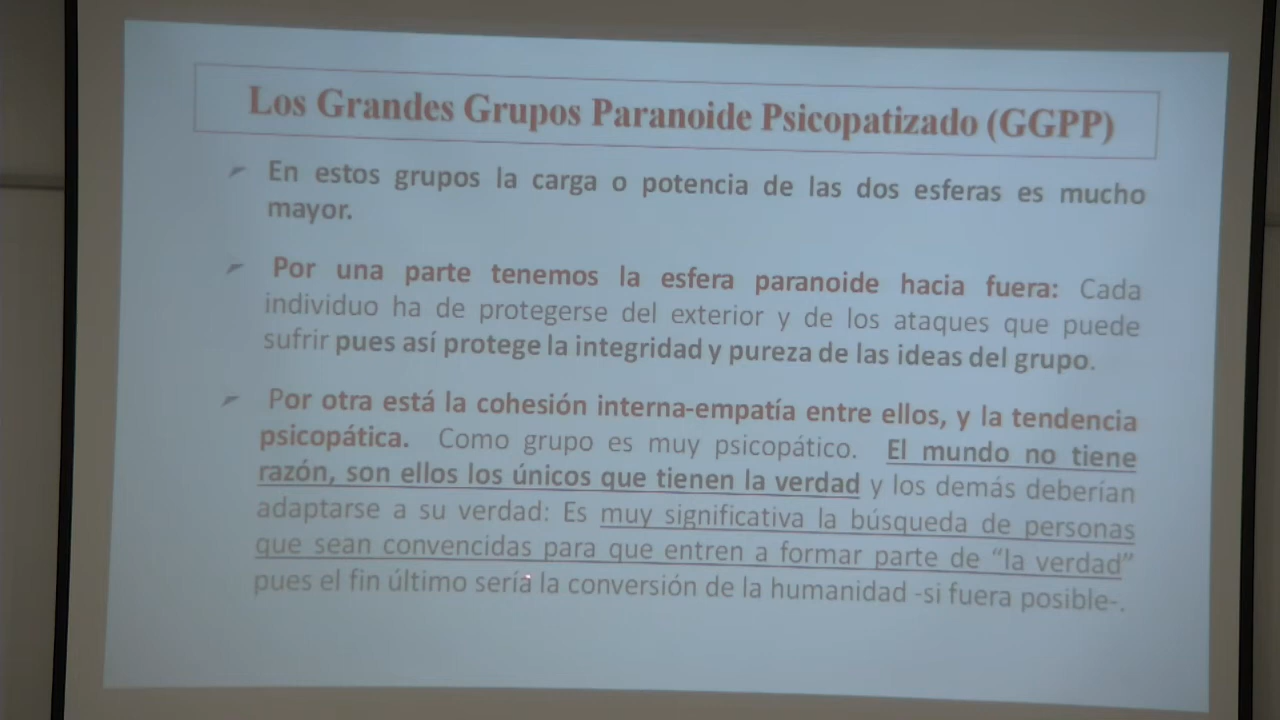 Los Grandes Grupos Paranoide Psicopatizado (GGPP)
En estos grupos la carga o potencia de las dos esferas es mucho
mayor.
Por una parte tenemos la esfera paranoide hacia fuera: Cada
individuo ha de protegerse del exterior y de los ataques que puede
sufrir pues así protege la integridad y pureza de las ideas del grupo.
Por otra está la cohesión interna-empatía entre ellos, y la tendencia
psicopática. Como grupo es muy psicopático. El mundo no tiene
razón, son ellos los únicos que tienen la verdad y los demás deberían
adaptarse a su verdad: Es muy significativa la búsqueda de personas
que sean convencidas para que entren a formar parte de “la verdad”
pues el fin último sería la conversión de la humanidad -si fuera posible-.